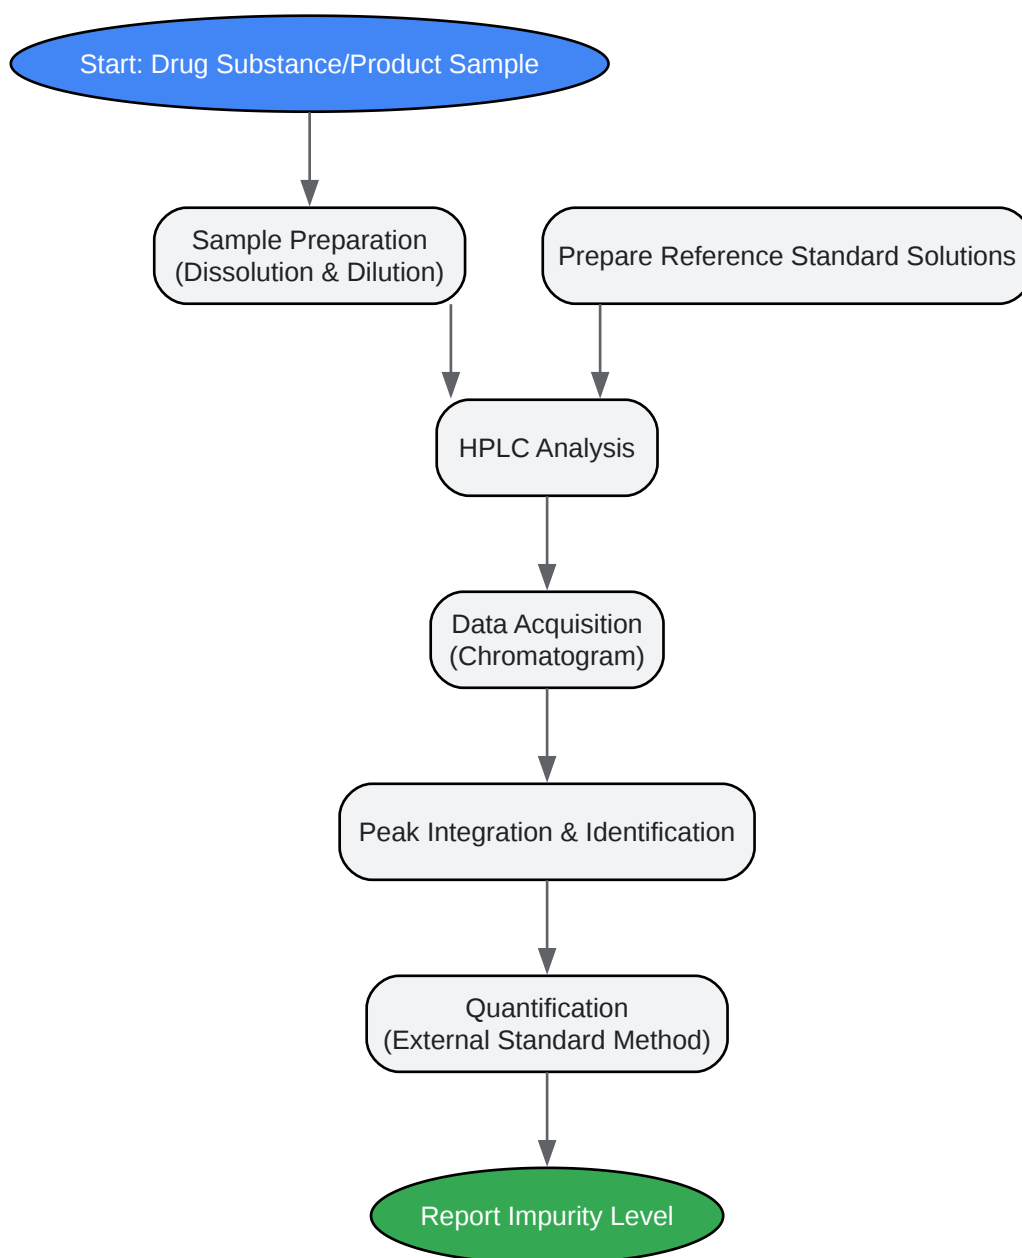 Start: Drug Substance/Product Sample
Sample Preparation
(Dissolution & Dilution)
Prepare Reference Standard Solutions
HPLC Analysis
Data Acquisition
(Chromatogram)
Peak Integration & Identification
Quantification
(External Standard Method)
Report Impurity Level